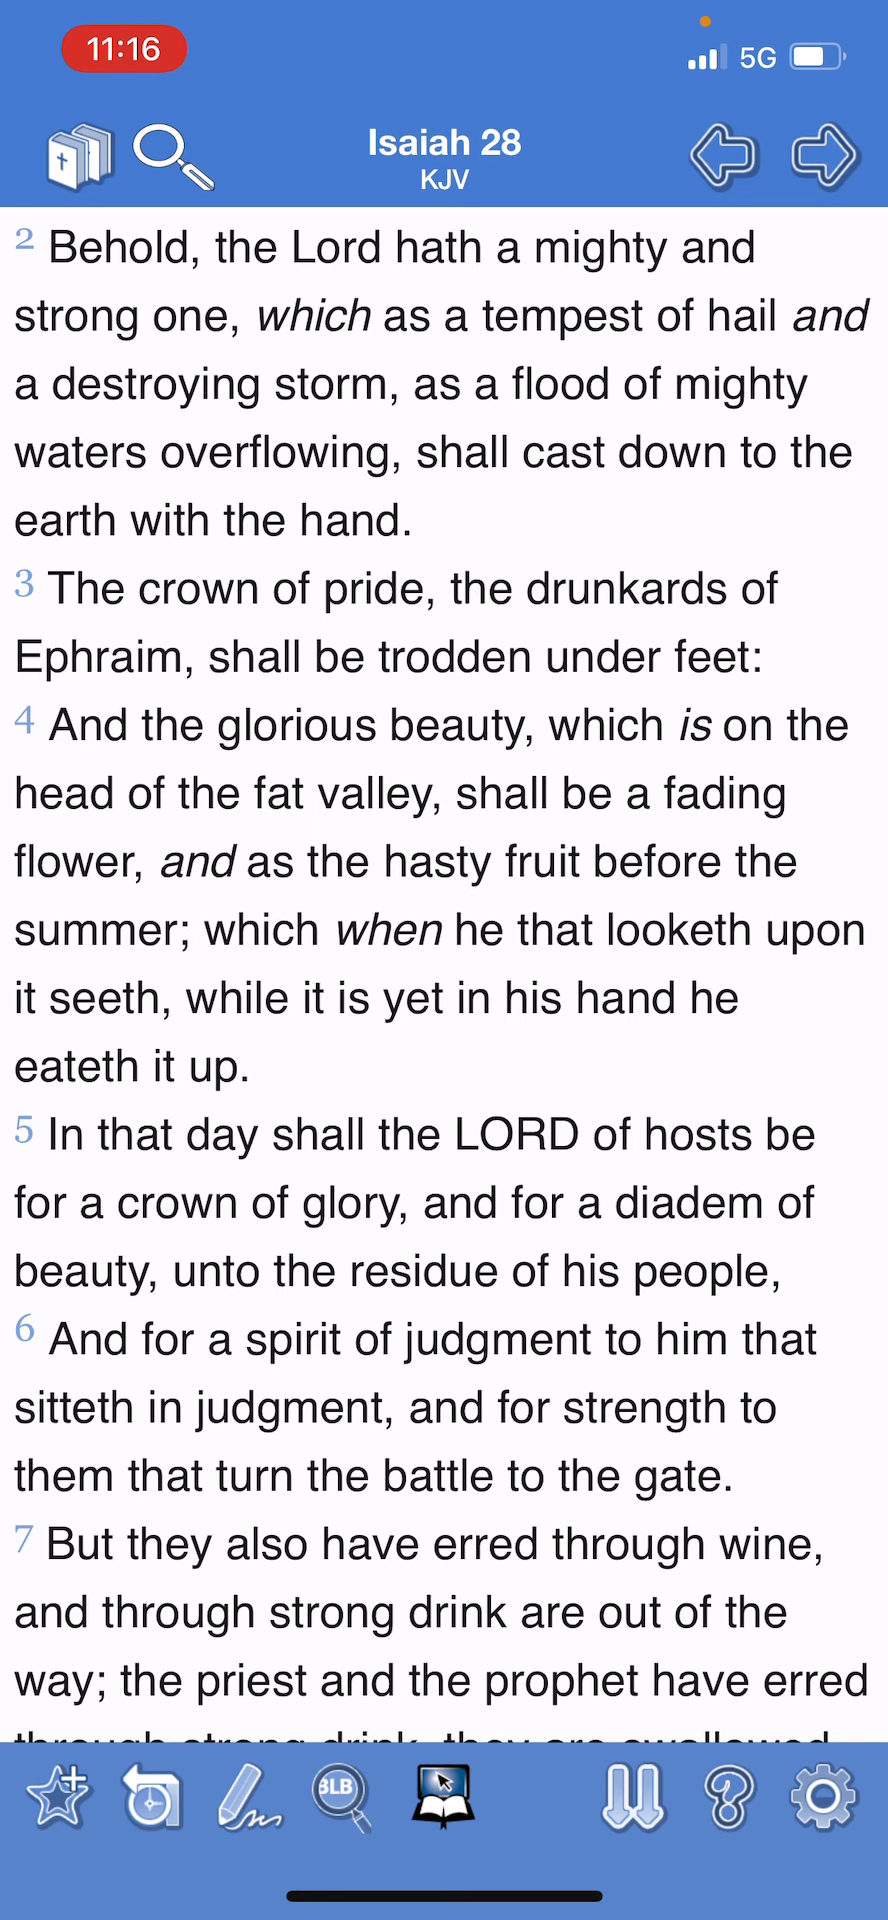 11:16
5G
Isaiah 28
KJV
2 Behold, the Lord hath a mighty and
strong one, which as a tempest of hail and
a destroying storm, as a flood of mighty
waters overflowing, shall cast down to the
earth with the hand.
3 The crown of pride, the drunkards of
Ephraim, shall be trodden under feet:
4 And the glorious beauty, which is on the
head of the fat valley, shall be a fading
flower, and as the hasty fruit before the
summer; which when he that looketh upon
it seeth, while it is yet in his hand he
eateth it up.
5 In that day shall the LORD of hosts be
for a crown of glory, and for a diadem of
beauty, unto the residue of his people,
6 And for a spirit of judgment to him that
sitteth in judgment, and for strength to
them that turn the battle to the gate.
7 But they also have erred through wine,
and through strong drink are out of the
way; the priest and the prophet have erred
through strong drink, they are swallowed
BLB